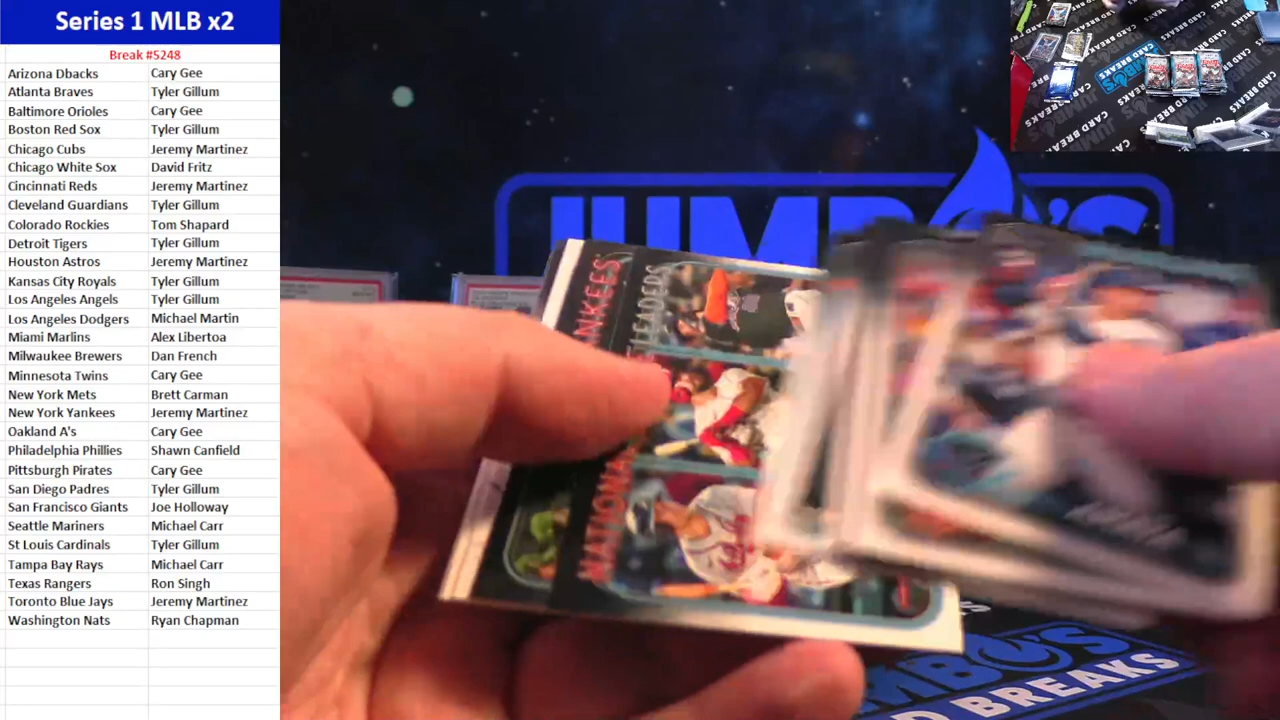 Series 1 MLB x2
Break #5248
Arizona Dbacks Cary Gee
Atlanta Braves Tyler Gillum
Baltimore Orioles Cary Gee
Boston Red Sox Tyler Gillum
Chicago Cubs Jeremy Martinez
Chicago White Sox David Fritz
Cincinnati Reds Jeremy Martinez
Cleveland Guardians Tyler Gillum
Colorado Rockies Tom Shapard
Detroit Tigers Tyler Gillum
Houston Astros Jeremy Martinez
Kansas City Royals Tyler Gillum
Los Angeles Angels Tyler Gillum
Los Angeles Dodgers Michael Martin
Miami Marlins Alex Libertoa
Milwaukee Brewers Dan French
Minnesota Twins Cary Gee
New York Mets Brett Carman
New York Yankees Jeremy Martinez
Oakland A's Cary Gee
Philadelphia Phillies Shawn Canfield
Pittsburgh Pirates Cary Gee
San Diego Padres Tyler Gillum
San Francisco Giants Joe Holloway
Seattle Mariners Michael Carr
St Louis Cardinals Tyler Gillum
Tampa Bay Rays Michael Carr
Texas Rangers Ron Singh
Toronto Blue Jays Jeremy Martinez
Washington Nats Ryan Chapman
JUMBO'S
LEADERS
JUMBO'S
CARD BREAKS